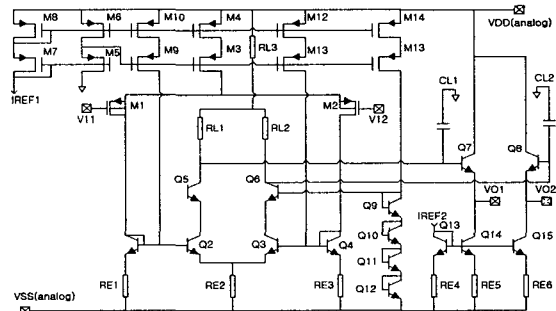 M8 M6 M10 M4 M12 M14
VDD(analog)
M7 M5 M9 M3 RL3 M13 M13
IREF1
CL1 CL2
M1 M2
V11 RL1 RL2 V12
Q7 Q8
Q5 Q6
Q9 VO1 VO2
IREF2 Q13
Q2 Q3 Q4 Q10 Q14 Q15
Q11
RE1 RE2 RE3 Q12 RE4 RE5 RE6
VSS(analog)